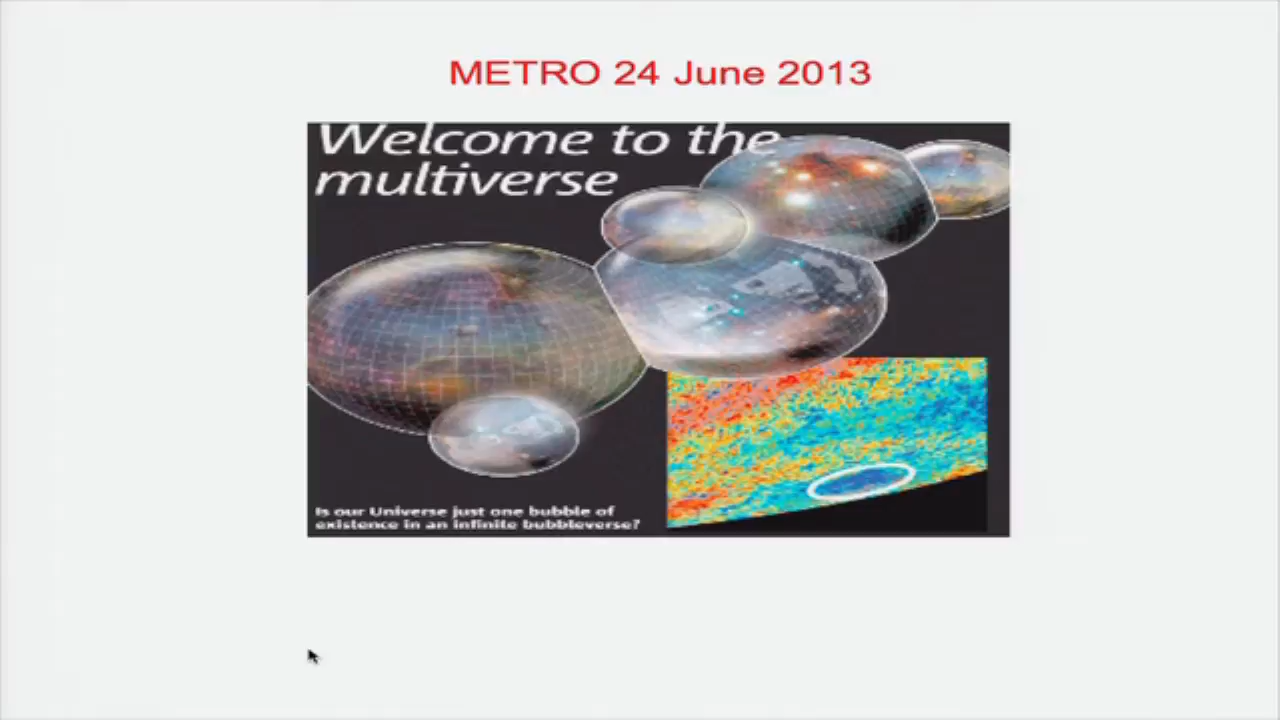 METRO 24 June 2013
Welcome to the
multiverse
Is our Universe just one bubble of
existence in an infinite bubbleverse?